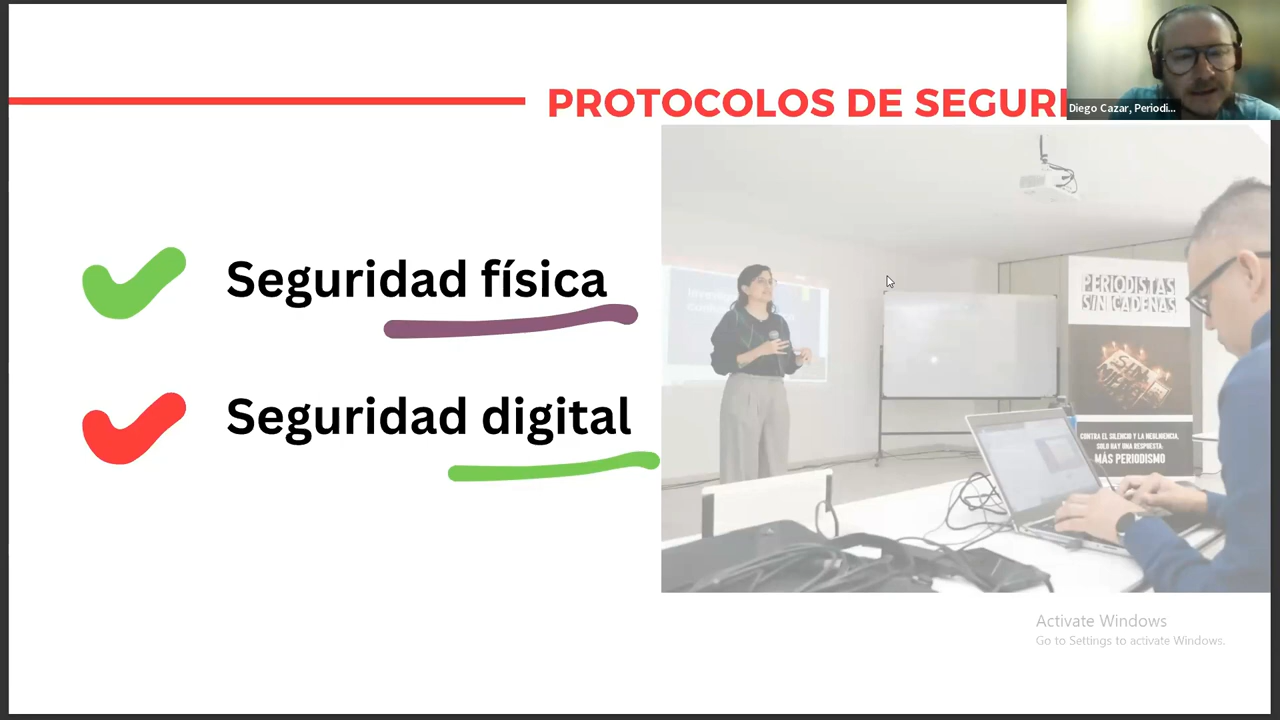 PROTOCOLOS DE SEGURI
Diego Cazar, Periodi...
Seguridad física
Seguridad digital
PERIODISTAS
SIN CADENAS
SIN
CONTRA EL SILENCIO Y LA NEGLIGENCIA,
SOLO HAY UNA RESPUESTA:
MÁS PERIODISMO
Activate Windows
Go to Settings to activate Windows.